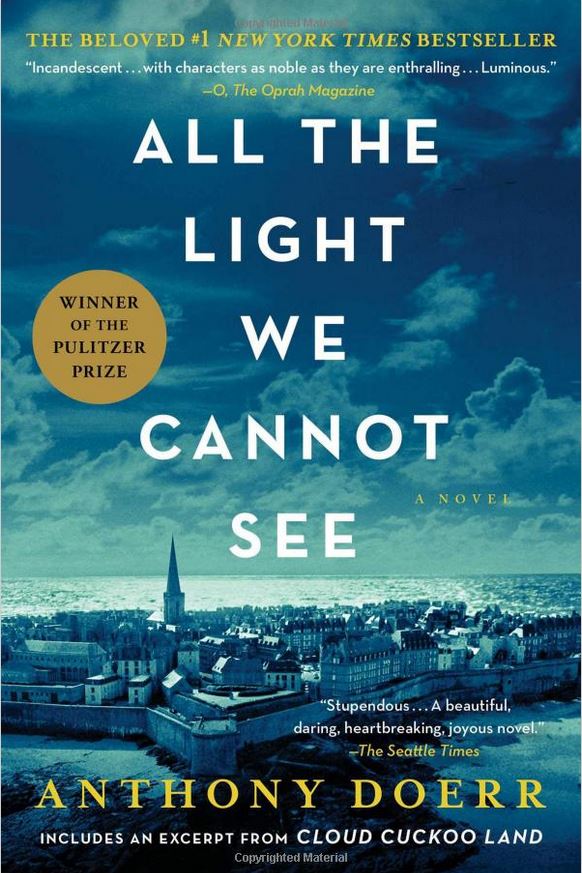 Copyrighted Material
THE BELOVED #1 NEW YORK TIMES BESTSELLER
“Incandescent...with characters as noble as they are enthralling...Luminous.”
—O, The Oprah Magazine
ALL THE
LIGHT
WE
CANNOT
SEE
WINNER
OF THE
PULITZER
PRIZE
A NOVEL
“Stupendous...A beautiful,
daring, heartbreaking, joyous novel.”
—The Seattle Times
ANTHONY DOERR
INCLUDES AN EXCERPT FROM CLOUD CUCKOO LAND
Copyrighted Material